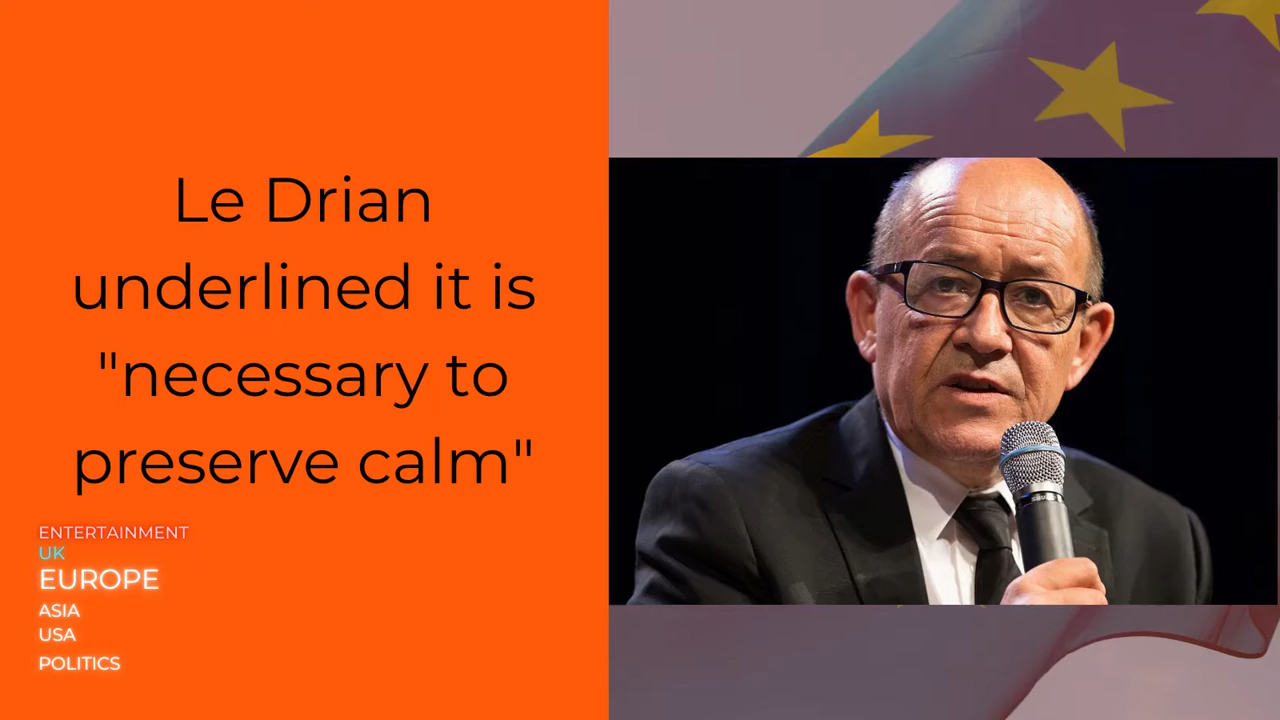 Le Drian
underlined it is
"necessary to
preserve calm"
ENTERTAINMENT
UK
EUROPE
ASIA
USA
POLITICS